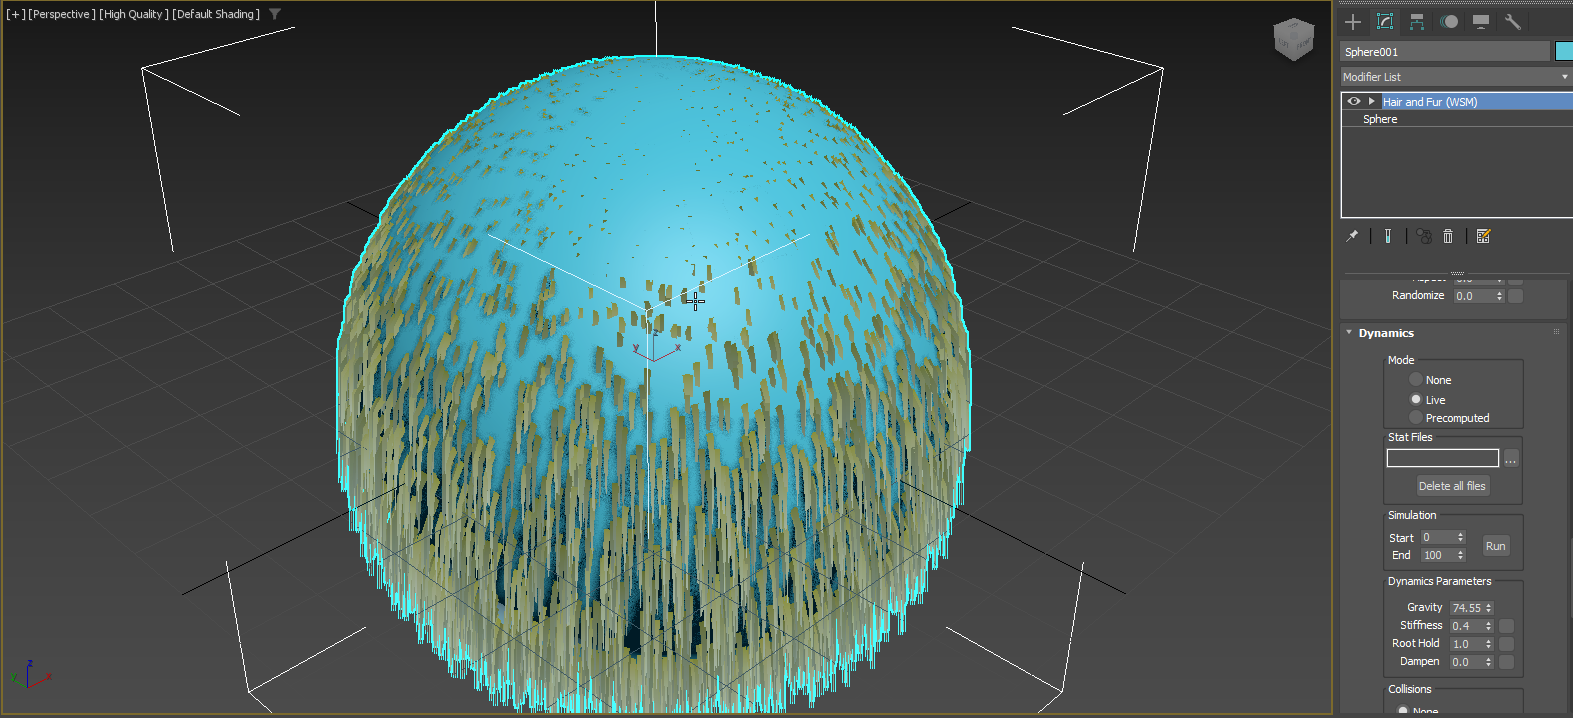 [+] [Perspective ] [High Quality ] [Default Shading ]
Sphere001
Modifier List
Hair and Fur (WSM)
Sphere
Randomize 0.0
Dynamics
Mode
None
Live
Precomputed
Stat Files
...
Delete all files
Simulation
Start 0
End 100
Run
Dynamics Parameters
Gravity 74.55
Stiffness 0.4
Root Hold 1.0
Dampen 0.0
Collisions
None
z
y x
z
y x